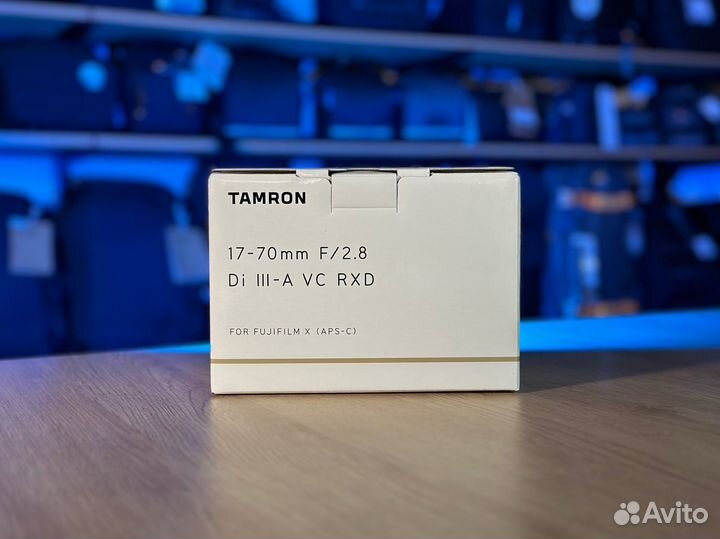 TAMRON
17-70mm F/2.8
Di III-A VC RXD
FOR FUJIFILM X (APS-C)
Avito